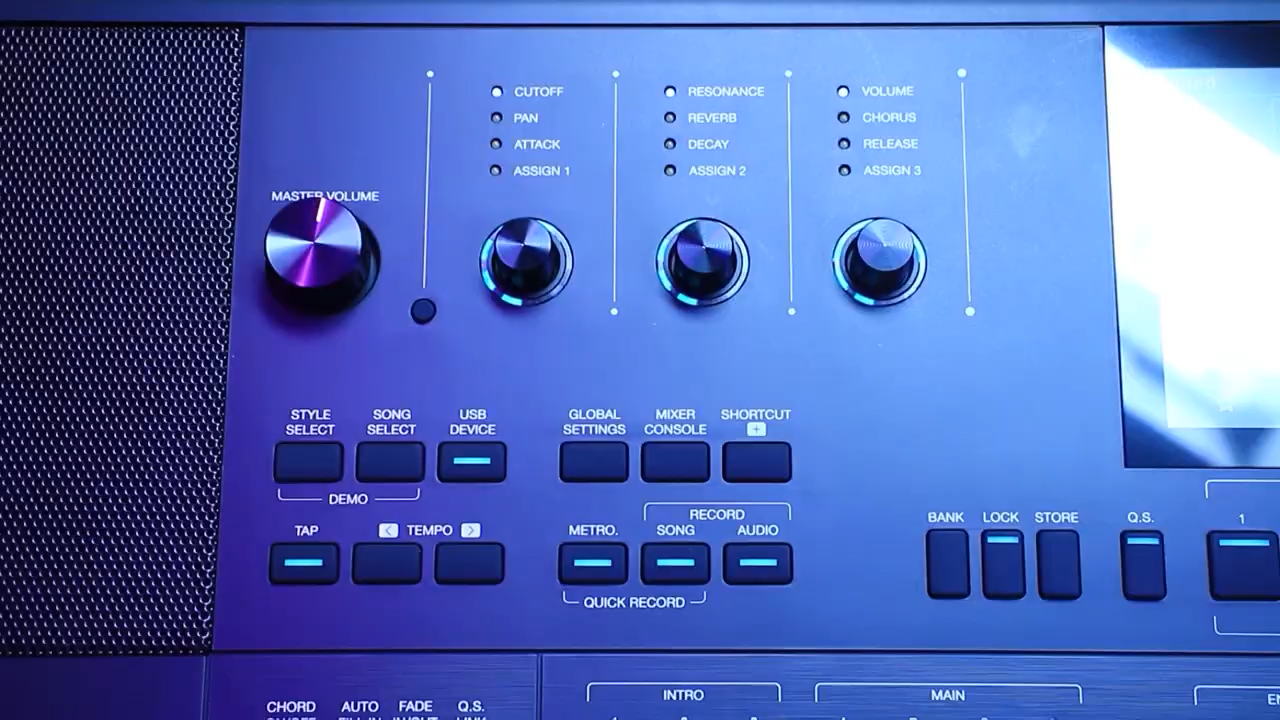 CUTOFF
PAN
ATTACK
ASSIGN 1
RESONANCE
REVERB
DECAY
ASSIGN 2
VOLUME
CHORUS
RELEASE
ASSIGN 3
MASTER VOLUME
STYLE
SELECT
SONG
SELECT
USB
DEVICE
DEMO
GLOBAL
SETTINGS
MIXER
CONSOLE
SHORTCUT
+
TAP
< TEMPO >
RECORD
METRO.
SONG
AUDIO
QUICK RECORD
BANK
LOCK
STORE
Q.S.
1
CHORD
AUTO
FADE
Q.S.
INTRO
MAIN